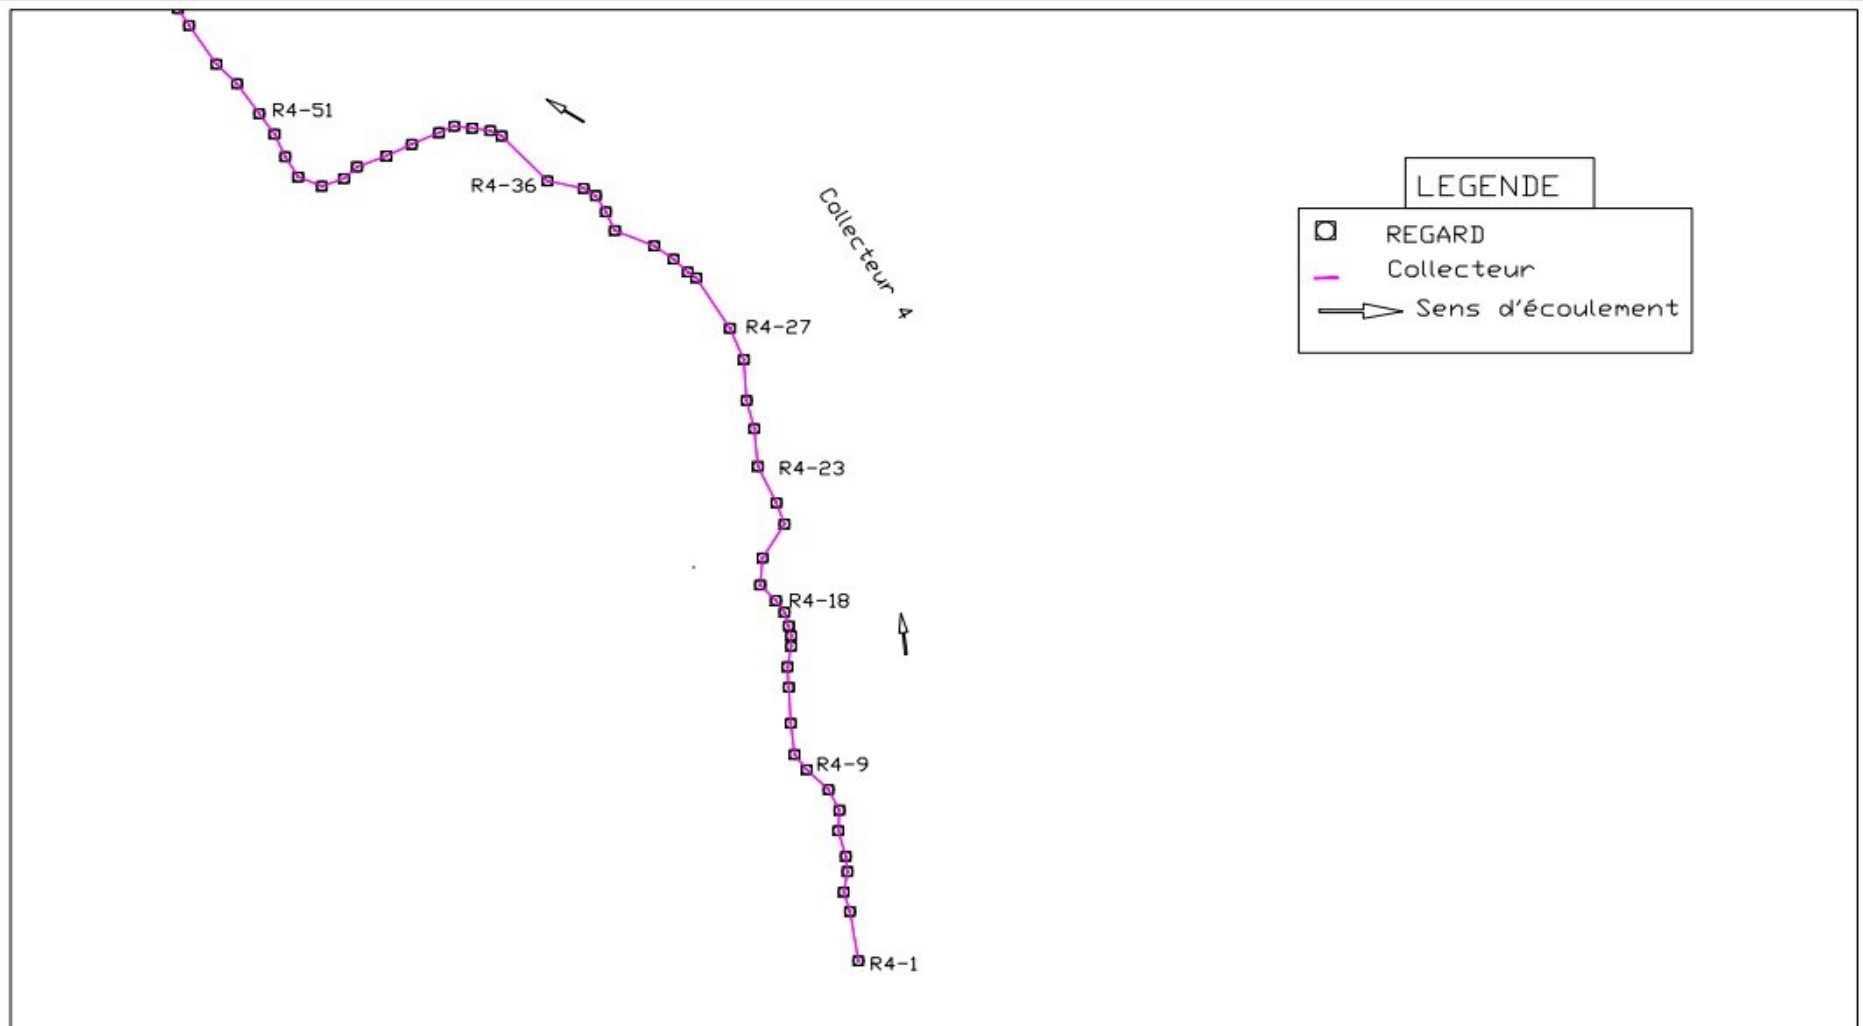 R4-51
R4-36
Collecteur 4
LEGENDE
REGARD
Collecteur
Sens d'écoulement
R4-27
R4-23
R4-18
R4-9
R4-1